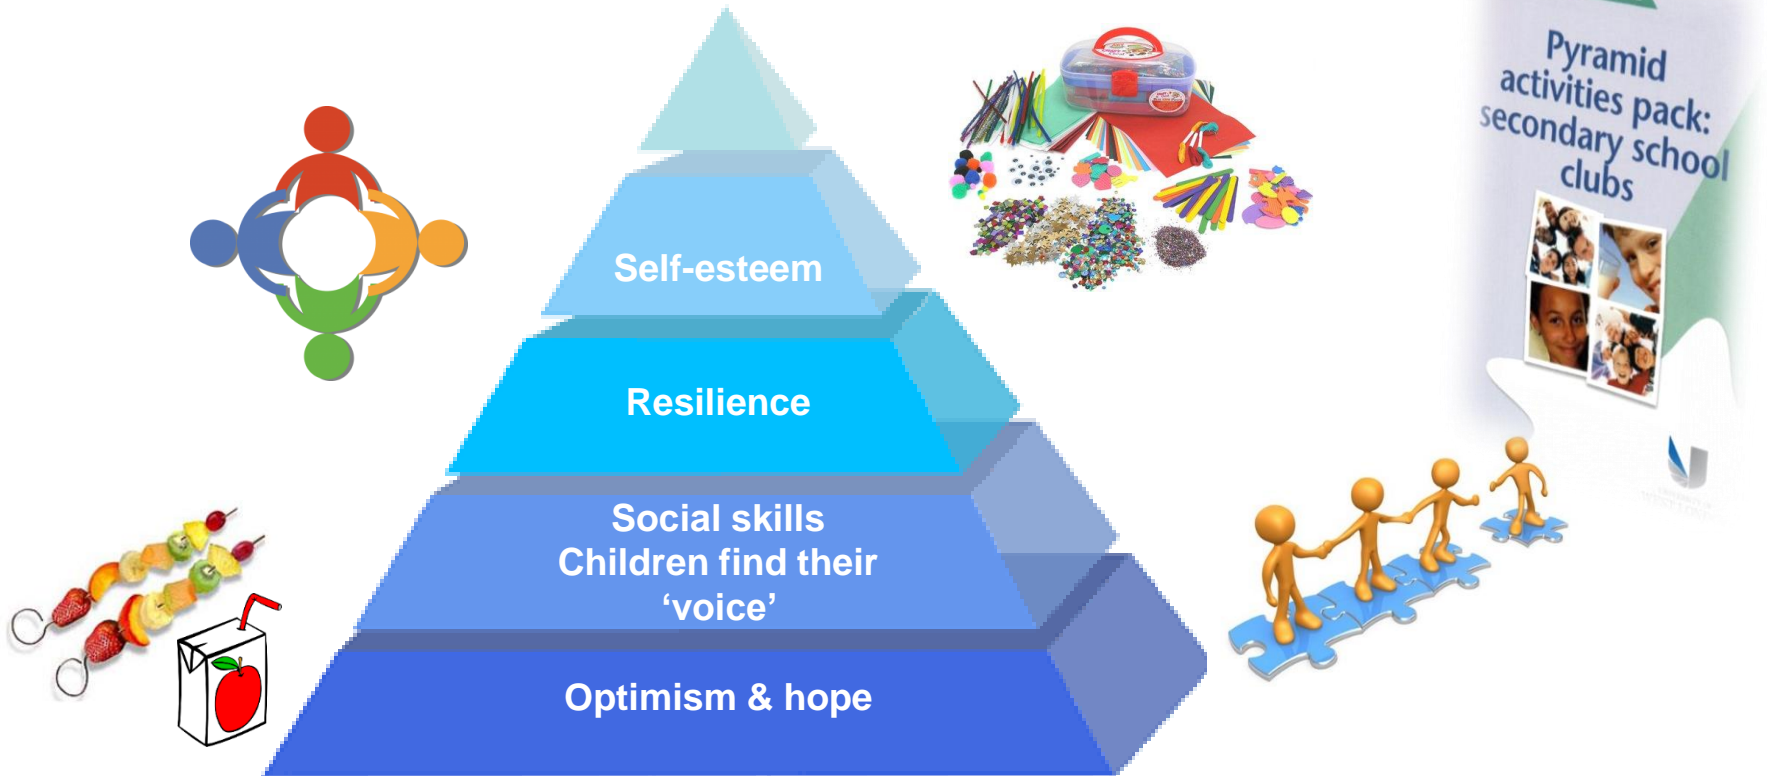 Self-esteem
Resilience
Social skills
Children find their
‘voice’
Optimism & hope
Pyramid
activities pack:
secondary school
clubs